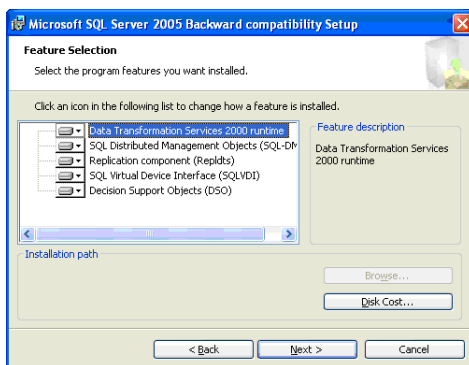 Microsoft SQL Server 2005 Backward compatibility Setup
Feature Selection
Select the program features you want installed.
Click an icon in the following list to change how a feature is installed.
Data Transformation Services 2000 runtime
SQL Distributed Management Objects (SQL-DM
Replication component (Repldts)
SQL Virtual Device Interface (SQLVDI)
Decision Support Objects (DSO)
Feature description
Data Transformation Services
2000 runtime
Installation path
Browse...
Disk Cost...
< Back
Next >
Cancel